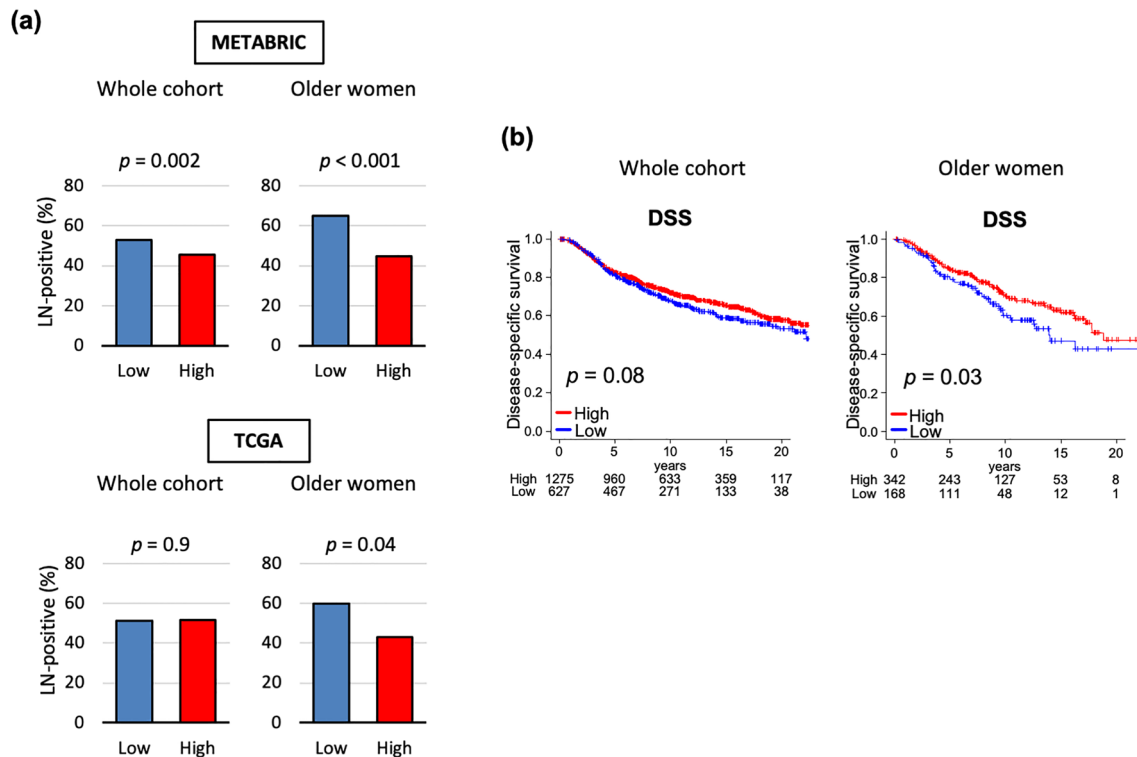 (a)
METABRIC
Whole cohort Older women
p = 0.002 p < 0.001
LN-positive (%)
80 80
60 60
40 40
20 20
0 0
Low High Low High
TCGA
Whole cohort Older women
p = 0.9 p = 0.04
LN-positive (%)
80 80
60 60
40 40
20 20
0 0
Low High Low High
(b)
Whole cohort
DSS
Disease-specific survival
1.0
0.8
0.6
0.4
0.2
0.0
p = 0.08
High
Low
0 5 10 15 20
years
High 1275 960 633 359 117
Low 627 467 271 133 38
Older women
DSS
Disease-specific survival
1.0
0.8
0.6
0.4
0.2
0.0
p = 0.03
High
Low
0 5 10 15 20
years
High 342 243 127 53 8
Low 168 111 48 12 1